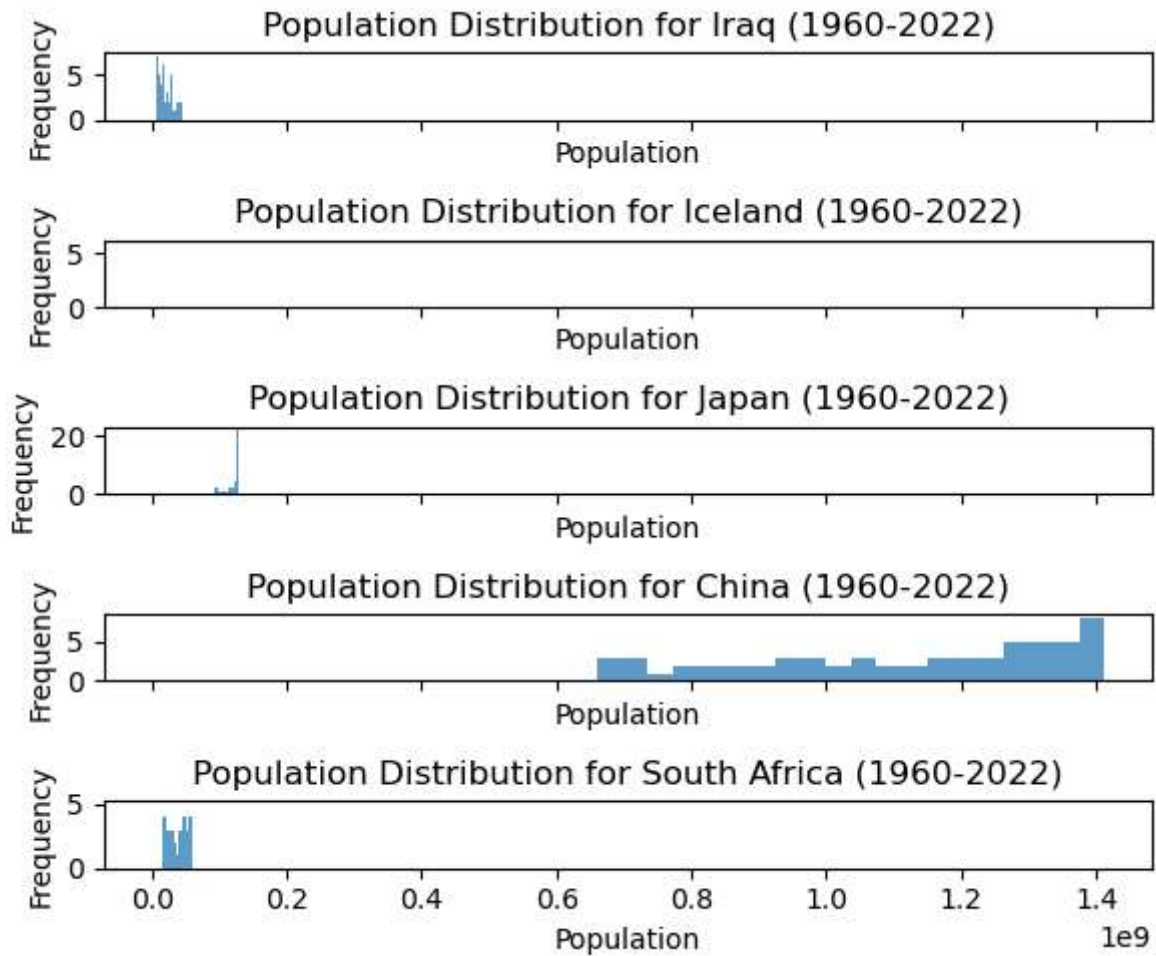 Population Distribution for Iraq (1960-2022)
Frequency
5
0
Population
Population Distribution for Iceland (1960-2022)
Frequency
5
0
Population
Population Distribution for Japan (1960-2022)
Frequency
20
0
Population
Population Distribution for China (1960-2022)
Frequency
5
0
Population
Population Distribution for South Africa (1960-2022)
Frequency
5
0
0.0 0.2 0.4 0.6 0.8 1.0 1.2 1.4
Population
1e9